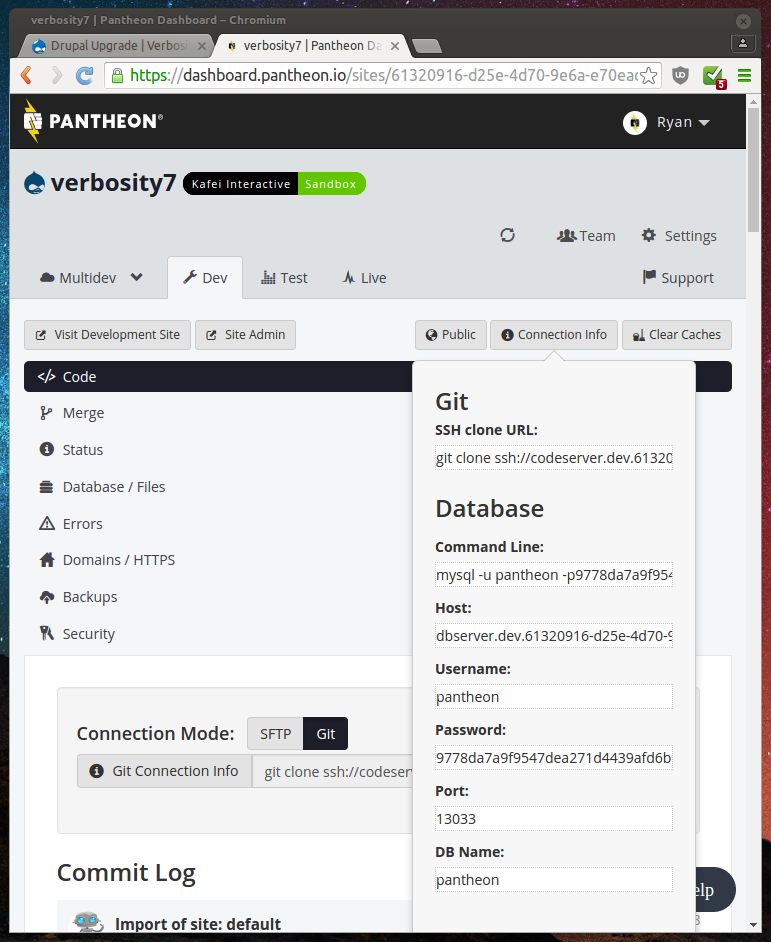 verbosity7 | Pantheon Dashboard – Chromium
Drupal Upgrade | Verbosi
verbosity7 | Pantheon Da
https://dashboard.pantheon.io/sites/61320916-d25e-4d70-9e6a-e70ead
5
PANTHEON®
Ryan
verbosity7 Kafei Interactive Sandbox
Team Settings
Multidev Dev Test Live Support
Visit Development Site Site Admin Public Connection Info Clear Caches
</> Code
Merge
Status
Database / Files
Errors
Domains / HTTPS
Backups
Security
Git
SSH clone URL:
git clone ssh://codeserver.dev.61320
Database
Command Line:
mysql -u pantheon -p9778da7a9f954
Host:
dbserver.dev.61320916-d25e-4d70-9
Username:
pantheon
Password:
9778da7a9f9547dea271d4439afd6b
Port:
13033
DB Name:
pantheon
Connection Mode: SFTP Git
Git Connection Info git clone ssh://codeser
Commit Log
elp
Import of site: default